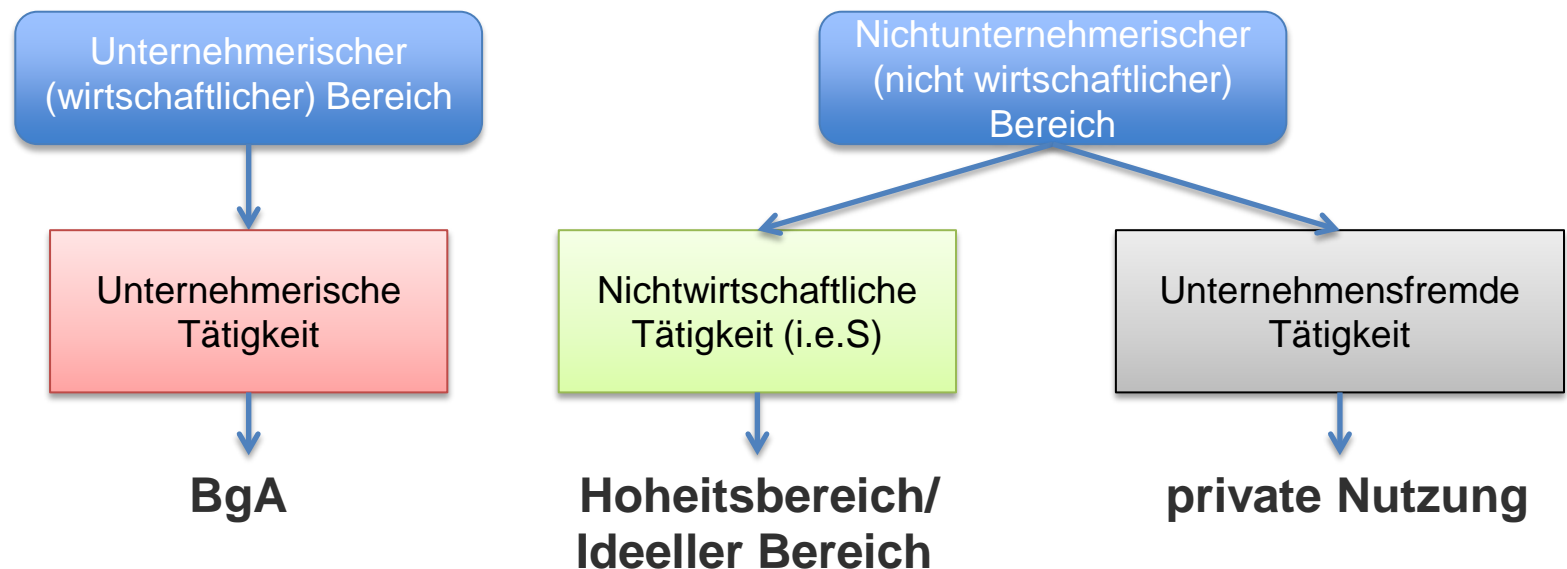 Unternehmerischer
(wirtschaftlicher) Bereich
Nichtunternehmerischer
(nicht wirtschaftlicher)
Bereich
Unternehmerische
Tätigkeit
Nichtwirtschaftliche
Tätigkeit (i.e.S)
Unternehmensfremde
Tätigkeit
BgA
Hoheitsbereich/
Ideeller Bereich
private Nutzung